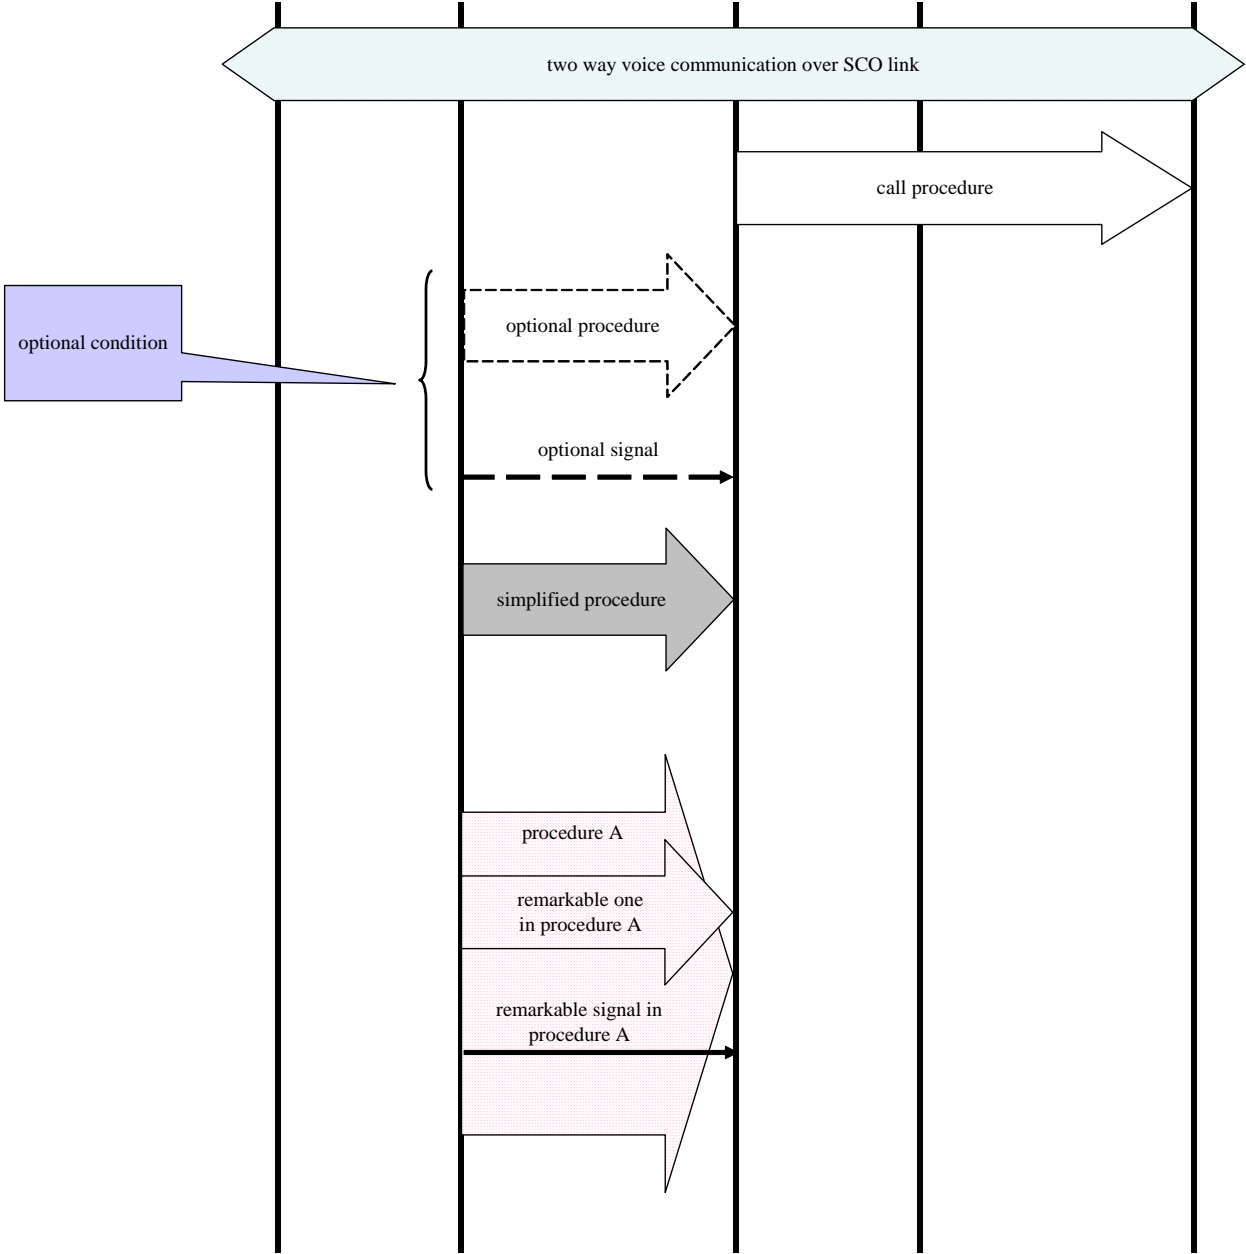 two way voice communication over SCO link
call procedure
optional procedure
optional condition
optional signal
simplified procedure
procedure A
remarkable one
in procedure A
remarkable signal in
procedure A